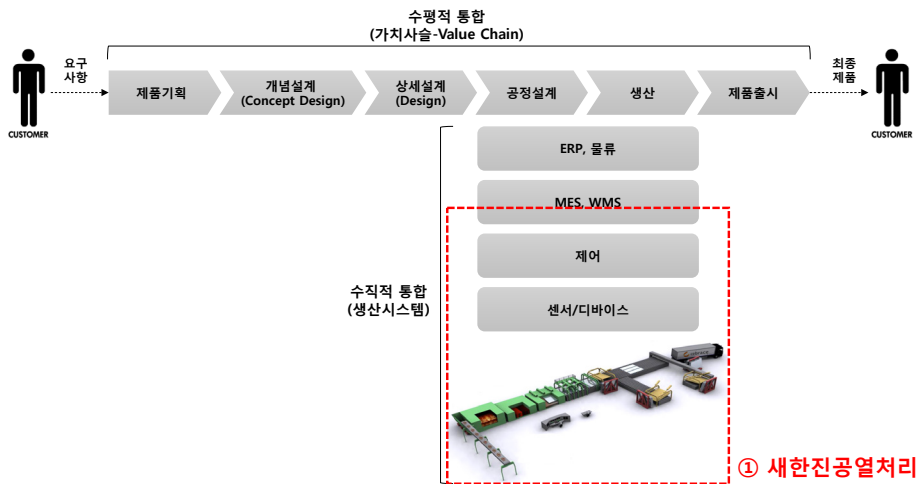 수평적 통합
(가치사슬-Value Chain)
요구
사항
최종
제품
제품기획
개념설계
(Concept Design)
상세설계
(Design)
공정설계
생산
제품출시
CUSTOMER
CUSTOMER
ERP, 물류
MES, WMS
제어
수직적 통합
(생산시스템)
센서/디바이스
① 새한진공열처리